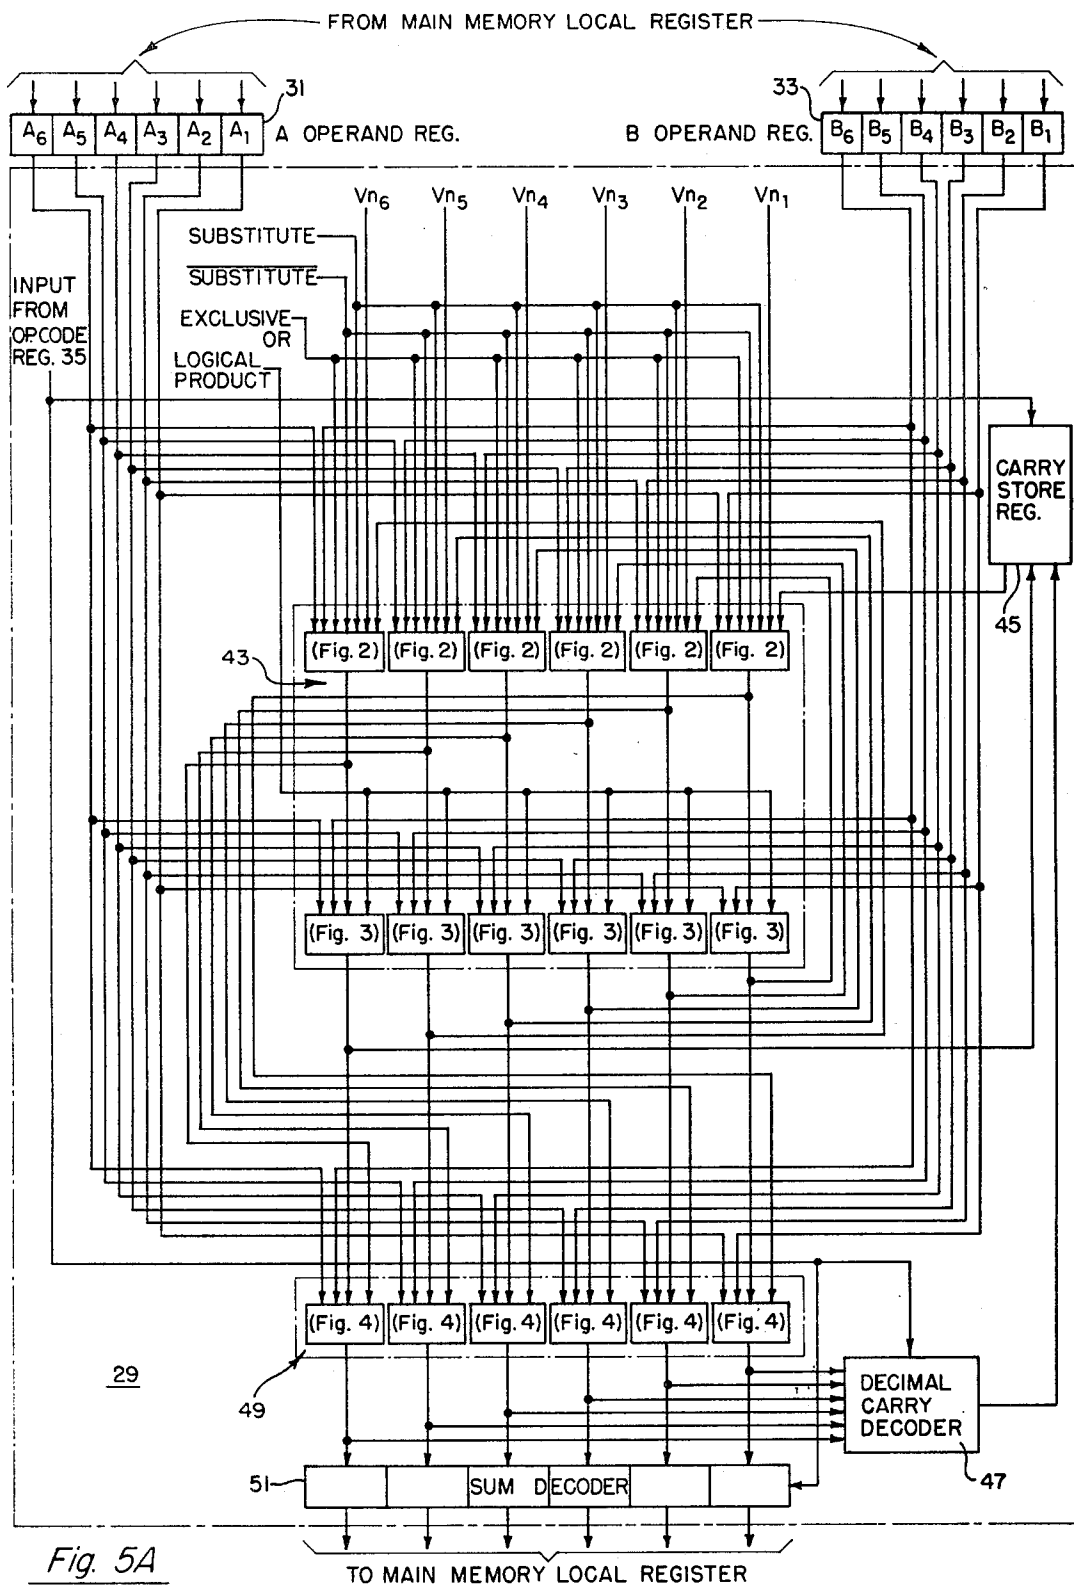 FROM MAIN MEMORY LOCAL REGISTER
31
33
A6 A5 A4 A3 A2 A1
A OPERAND REG.
B OPERAND REG.
B6 B5 B4 B3 B2 B1
Vn6 Vn5 Vn4 Vn3 Vn2 Vn1
SUBSTITUTE
SUBSTITUTE
INPUT
FROM
OP.CODE
REG. 35
EXCLUSIVE
OR
LOGICAL
PRODUCT
CARRY
STORE
REG.
45
(Fig. 2) (Fig. 2) (Fig. 2) (Fig. 2) (Fig. 2) (Fig. 2)
43
(Fig. 3) (Fig. 3) (Fig. 3) (Fig. 3) (Fig. 3) (Fig. 3)
(Fig. 4) (Fig. 4) (Fig. 4) (Fig. 4) (Fig. 4) (Fig. 4)
29
49
DECIMAL
CARRY
DECODER
47
51
SUM DECODER
Fig. 5A
TO MAIN MEMORY LOCAL REGISTER